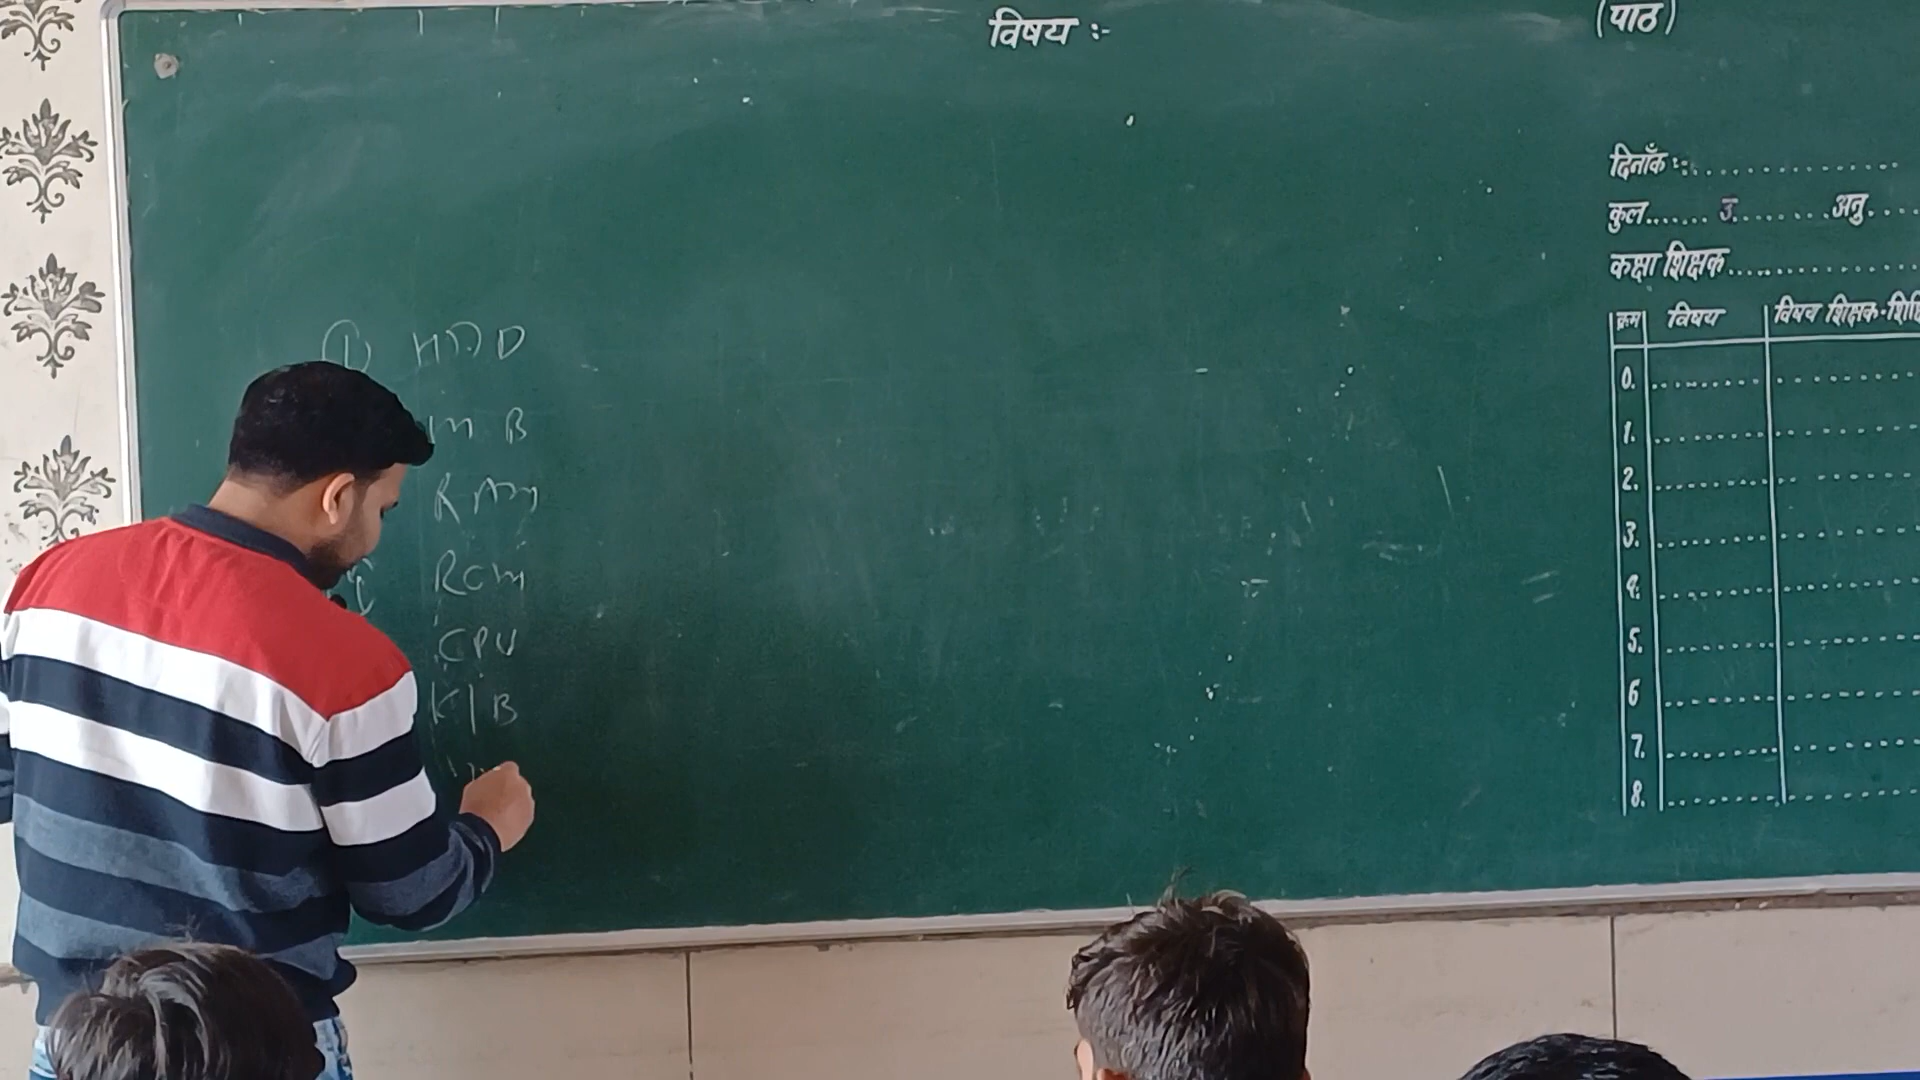 विषय :-
(पाठ)
दिनाँक :-..................
कुल....... उ.........अनु....
कक्षा शिक्षक..................
क्रम विषय विषय शिक्षक-शि
0.
1.
2.
3.
4.
5.
6
7.
8.
① HDD
m B
RAm
Rom
CPU
K|B